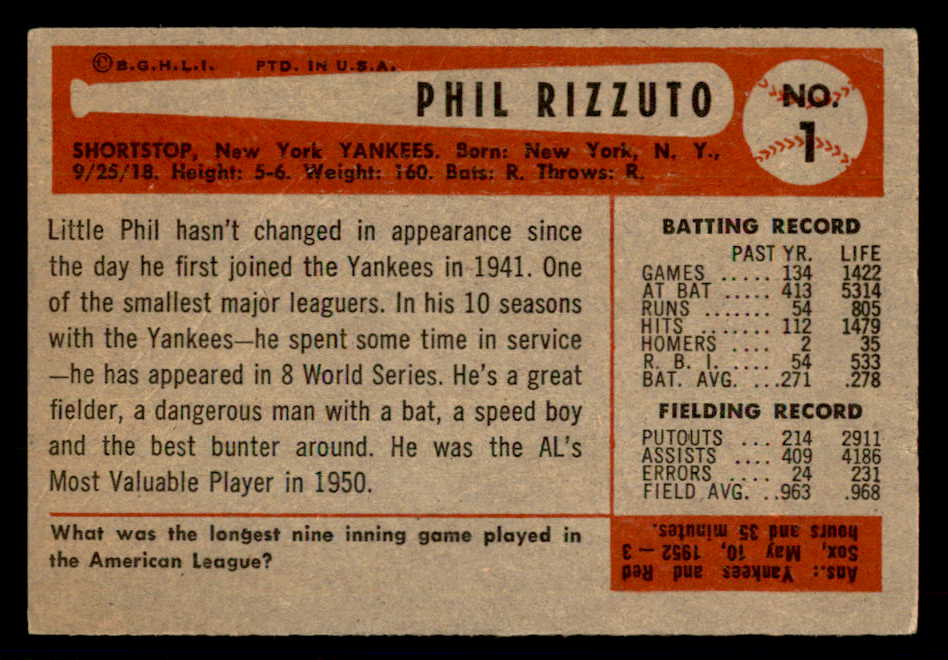 ©B.G.H.L.I. PTD. IN U.S.A.
PHIL RIZZUTO
NO.
1
SHORTSTOP, New York YANKEES. Born: New York, N. Y.,
9/25/18. Height: 5-6. Weight: 160. Bats: R. Throws: R.
Little Phil hasn't changed in appearance since
the day he first joined the Yankees in 1941. One
of the smallest major leaguers. In his 10 seasons
with the Yankees—he spent some time in service
—he has appeared in 8 World Series. He's a great
fielder, a dangerous man with a bat, a speed boy
and the best bunter around. He was the AL's
Most Valuable Player in 1950.
BATTING RECORD
PAST YR. LIFE
GAMES ..... 134 1422
AT BAT ..... 413 5314
RUNS ....... 54 805
HITS ....... 112 1479
HOMERS .... 2 35
R. B. I. .... 54 533
BAT. AVG. ...271 .278
FIELDING RECORD
PUTOUTS ... 214 2911
ASSISTS .... 409 4186
ERRORS .... 24 231
FIELD AVG. ..963 .968
What was the longest nine inning game played in
the American League?
Ans.: Yankees and Red
Sox, May 10, 1952 — 3
hours and 35 minutes.